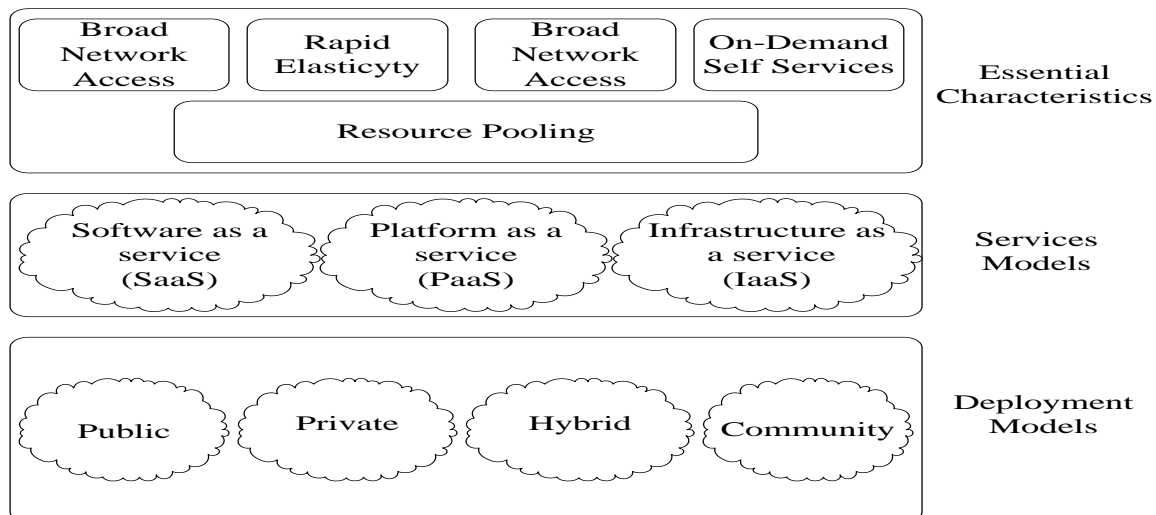 Broad
Network
Access
Rapid
Elasticyty
Broad
Network
Access
On-Demand
Self Services
Resource Pooling
Essential
Characteristics
Software as a
service
(SaaS)
Platform as a
service
(PaaS)
Infrastructure as
a service
(IaaS)
Services
Models
Public
Private
Hybrid
Community
Deployment
Models